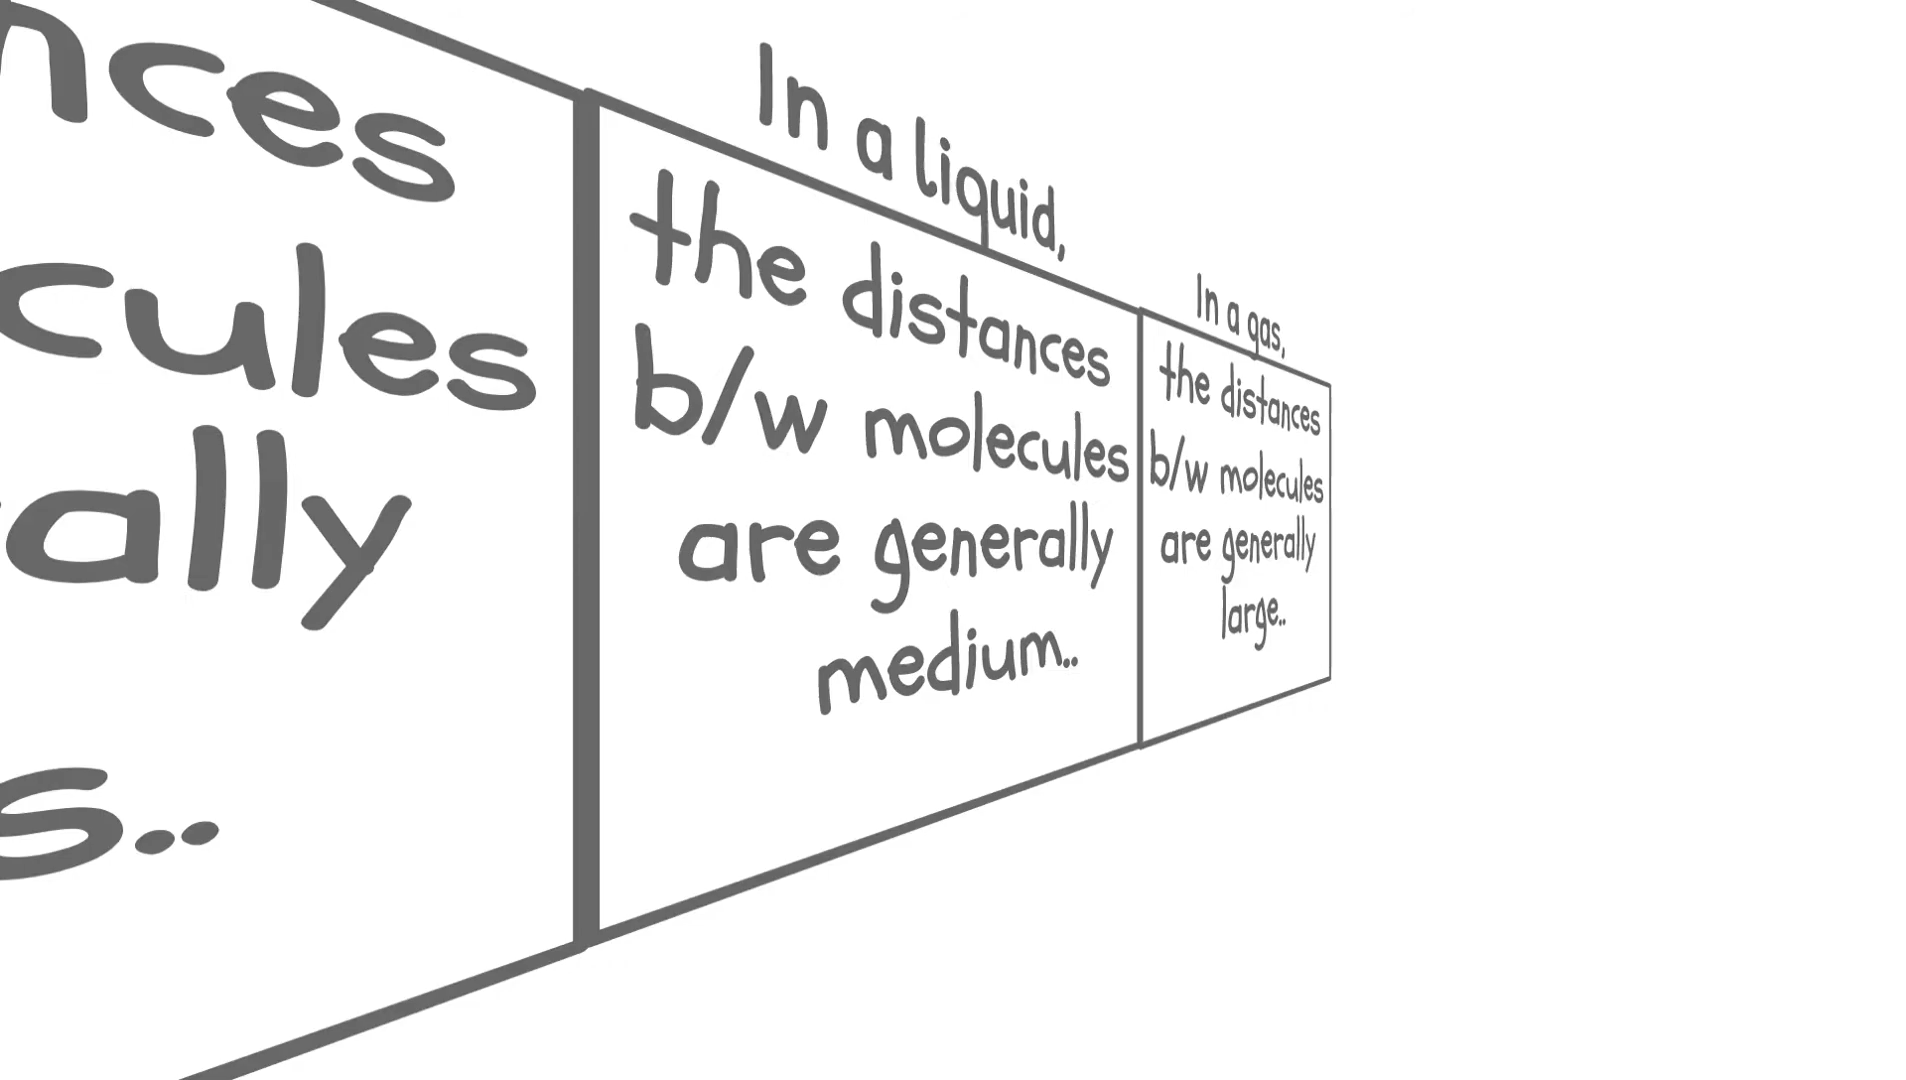 nces
cules
ally
s..
In a liquid,
the distances
b/w molecules
are generally
medium..
In a gas,
the distances
b/w molecules
are generally
large..